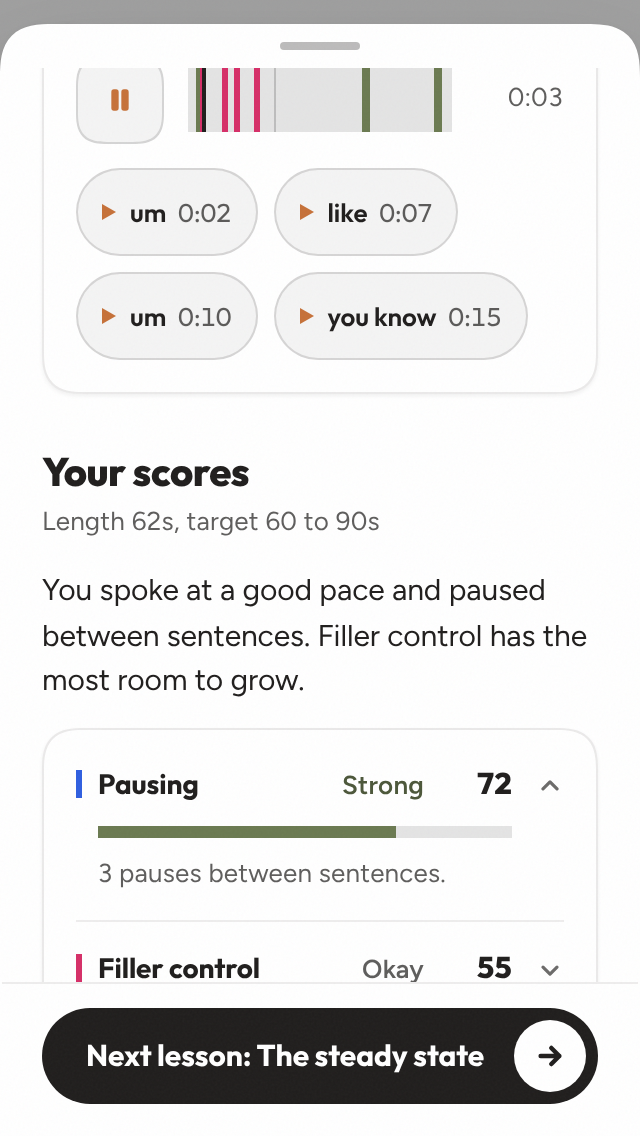 0:03
um 0:02
like 0:07
um 0:10
you know 0:15
Your scores
Length 62s, target 60 to 90s
You spoke at a good pace and paused
between sentences. Filler control has the
most room to grow.
Pausing Strong 72
3 pauses between sentences.
Filler control Okay 55
Next lesson: The steady state